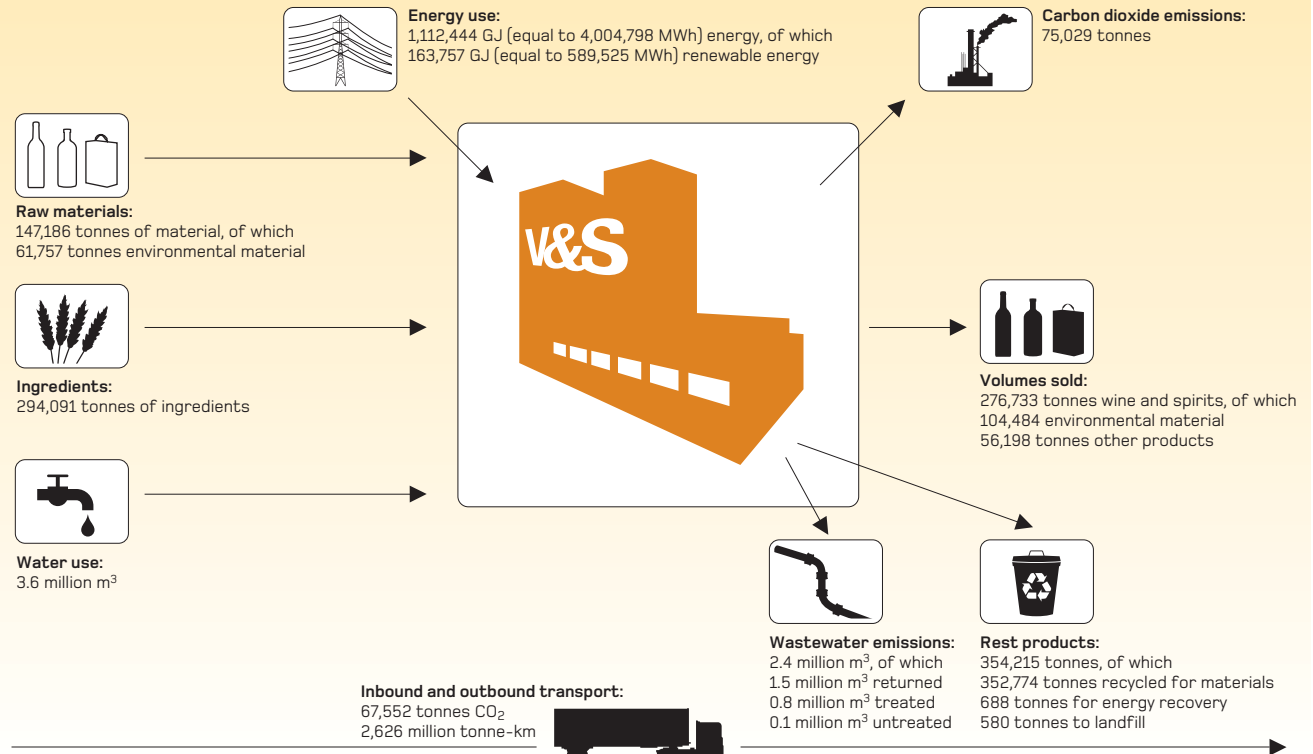 Energy use:
1,112,444 GJ (equal to 4,004,798 MWh) energy, of which
163,757 GJ (equal to 589,525 MWh) renewable energy
Carbon dioxide emissions:
75,029 tonnes
Raw materials:
147,186 tonnes of material, of which
61,757 tonnes environmental material
V&S
Ingredients:
294,091 tonnes of ingredients
Volumes sold:
276,733 tonnes wine and spirits, of which
104,484 environmental material
56,198 tonnes other products
Water use:
3.6 million m³
Wastewater emissions:
2.4 million m³, of which
1.5 million m³ returned
0.8 million m³ treated
0.1 million m³ untreated
Rest products:
354,215 tonnes, of which
352,774 tonnes recycled for materials
688 tonnes for energy recovery
580 tonnes to landfill
Inbound and outbound transport:
67,552 tonnes CO₂
2,626 million tonne-km